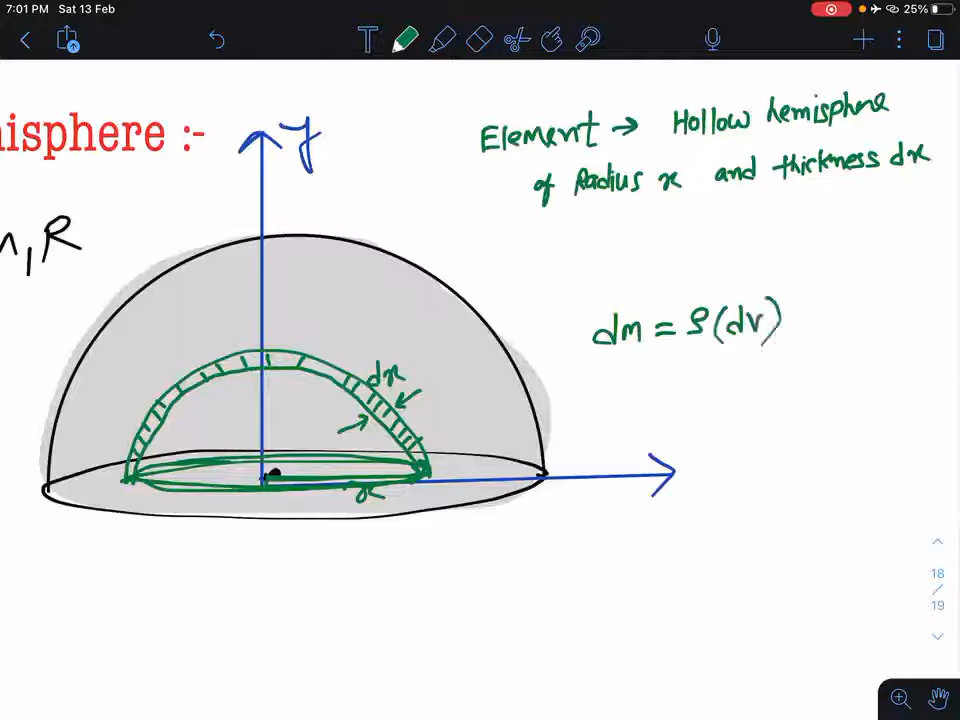 7:01 PM Sat 13 Feb
25%
T
isphere :-
y
Element → Hollow hemisphere
of Radius x and thickness dx
, R
dm = ρ(dv)
dx
x
18
/
19